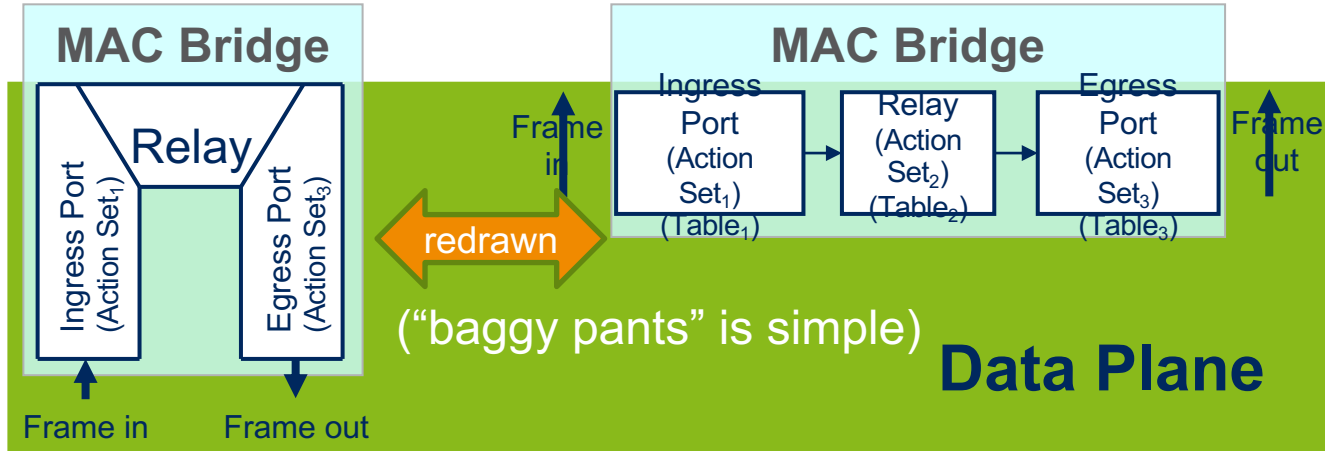 MAC Bridge
Relay
Ingress Port
(Action Set₁)
Egress Port
(Action Set₃)
Frame in
Frame out
redrawn
("baggy pants" is simple)
MAC Bridge
Frame
in
Ingress
Port
(Action
Set₁)
(Table₁)
Relay
(Action
Set₂)
(Table₂)
Egress
Port
(Action
Set₃)
(Table₃)
Frame
out
Data Plane